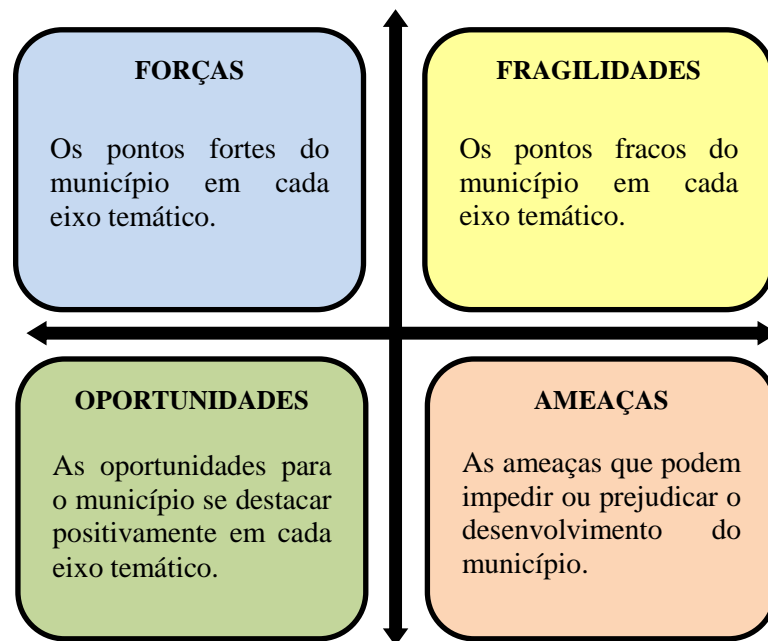 FORÇAS
Os pontos fortes do
município em cada
eixo temático.
FRAGILIDADES
Os pontos fracos do
município em cada
eixo temático.
OPORTUNIDADES
As oportunidades para
o município se destacar
positivamente em cada
eixo temático.
AMEAÇAS
As ameaças que podem
impedir ou prejudicar o
desenvolvimento do
município.